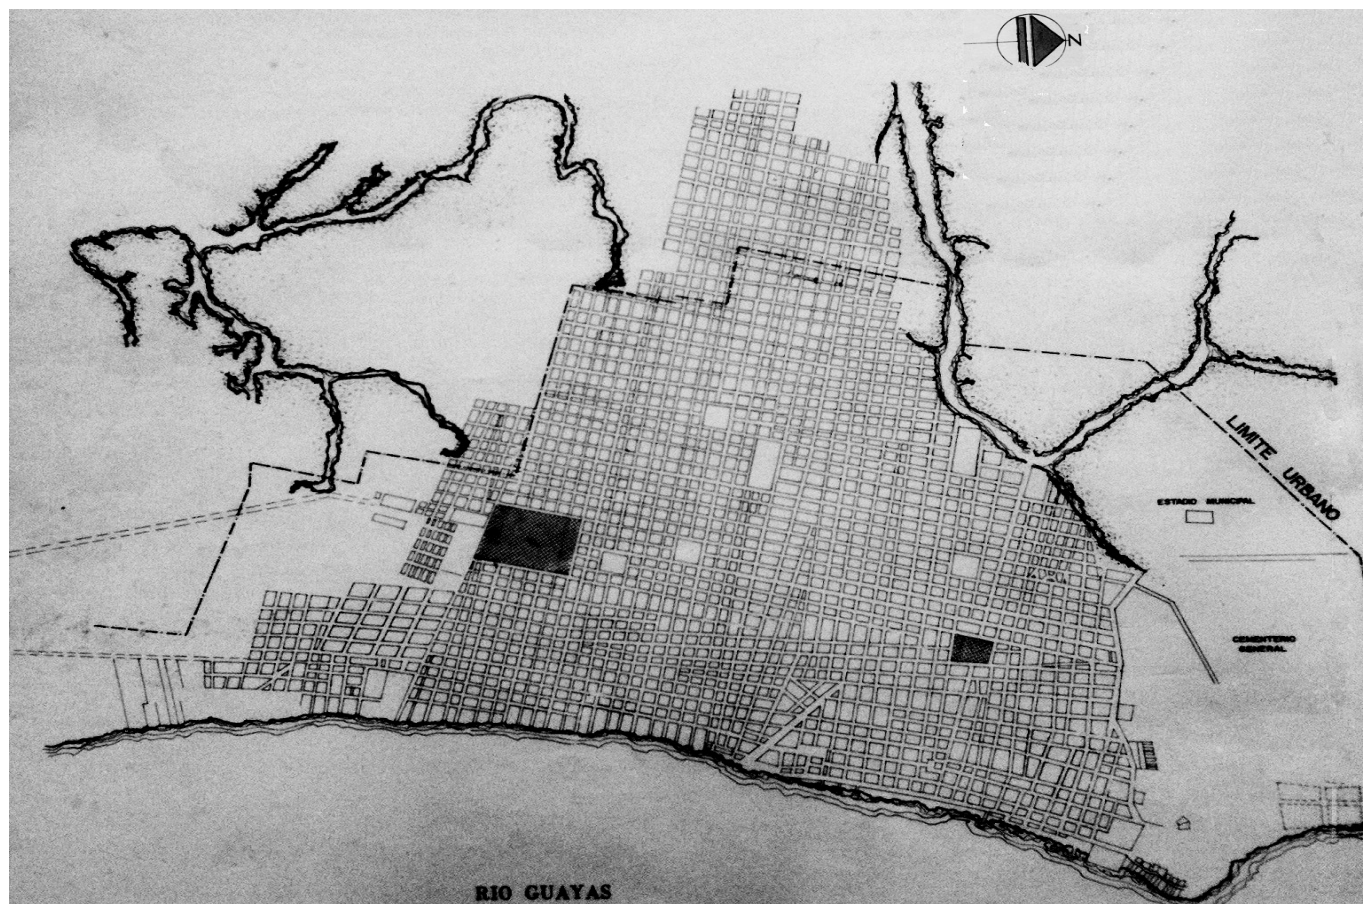 N
LIMITE URBANO
ESTADIO MUNICIPAL
CEMENTERIO
GENERAL
RIO GUAYAS